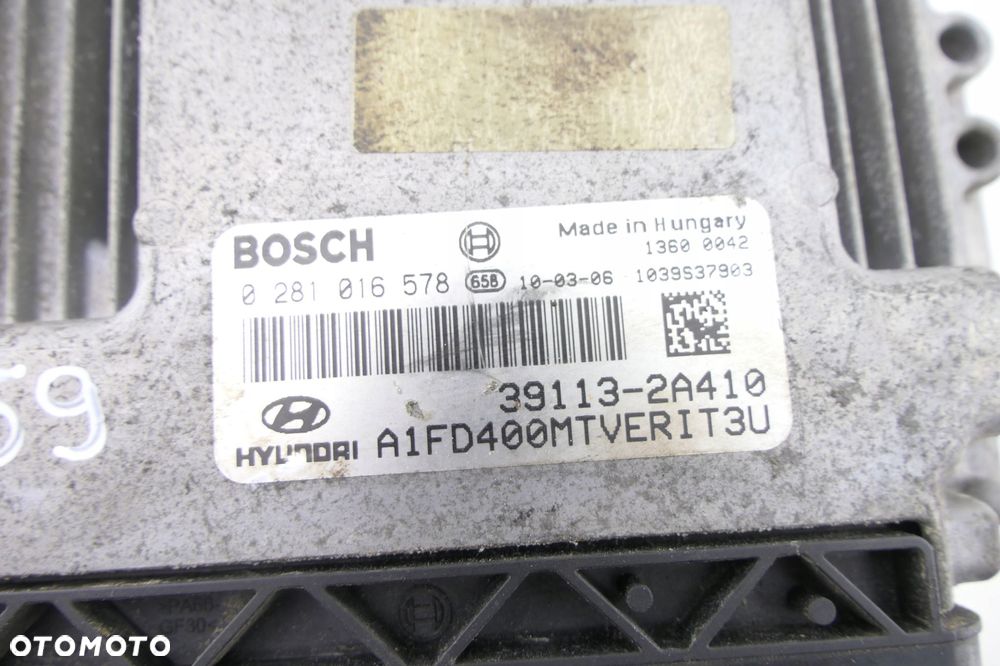 BOSCH
Made in Hungary
1360 0042
0 281 016 578 658 10-03-06 1039S37903
39113-2A410
HYUNDAI A1FD400MTVERIT3U
59
GF30<
OTOMOTO